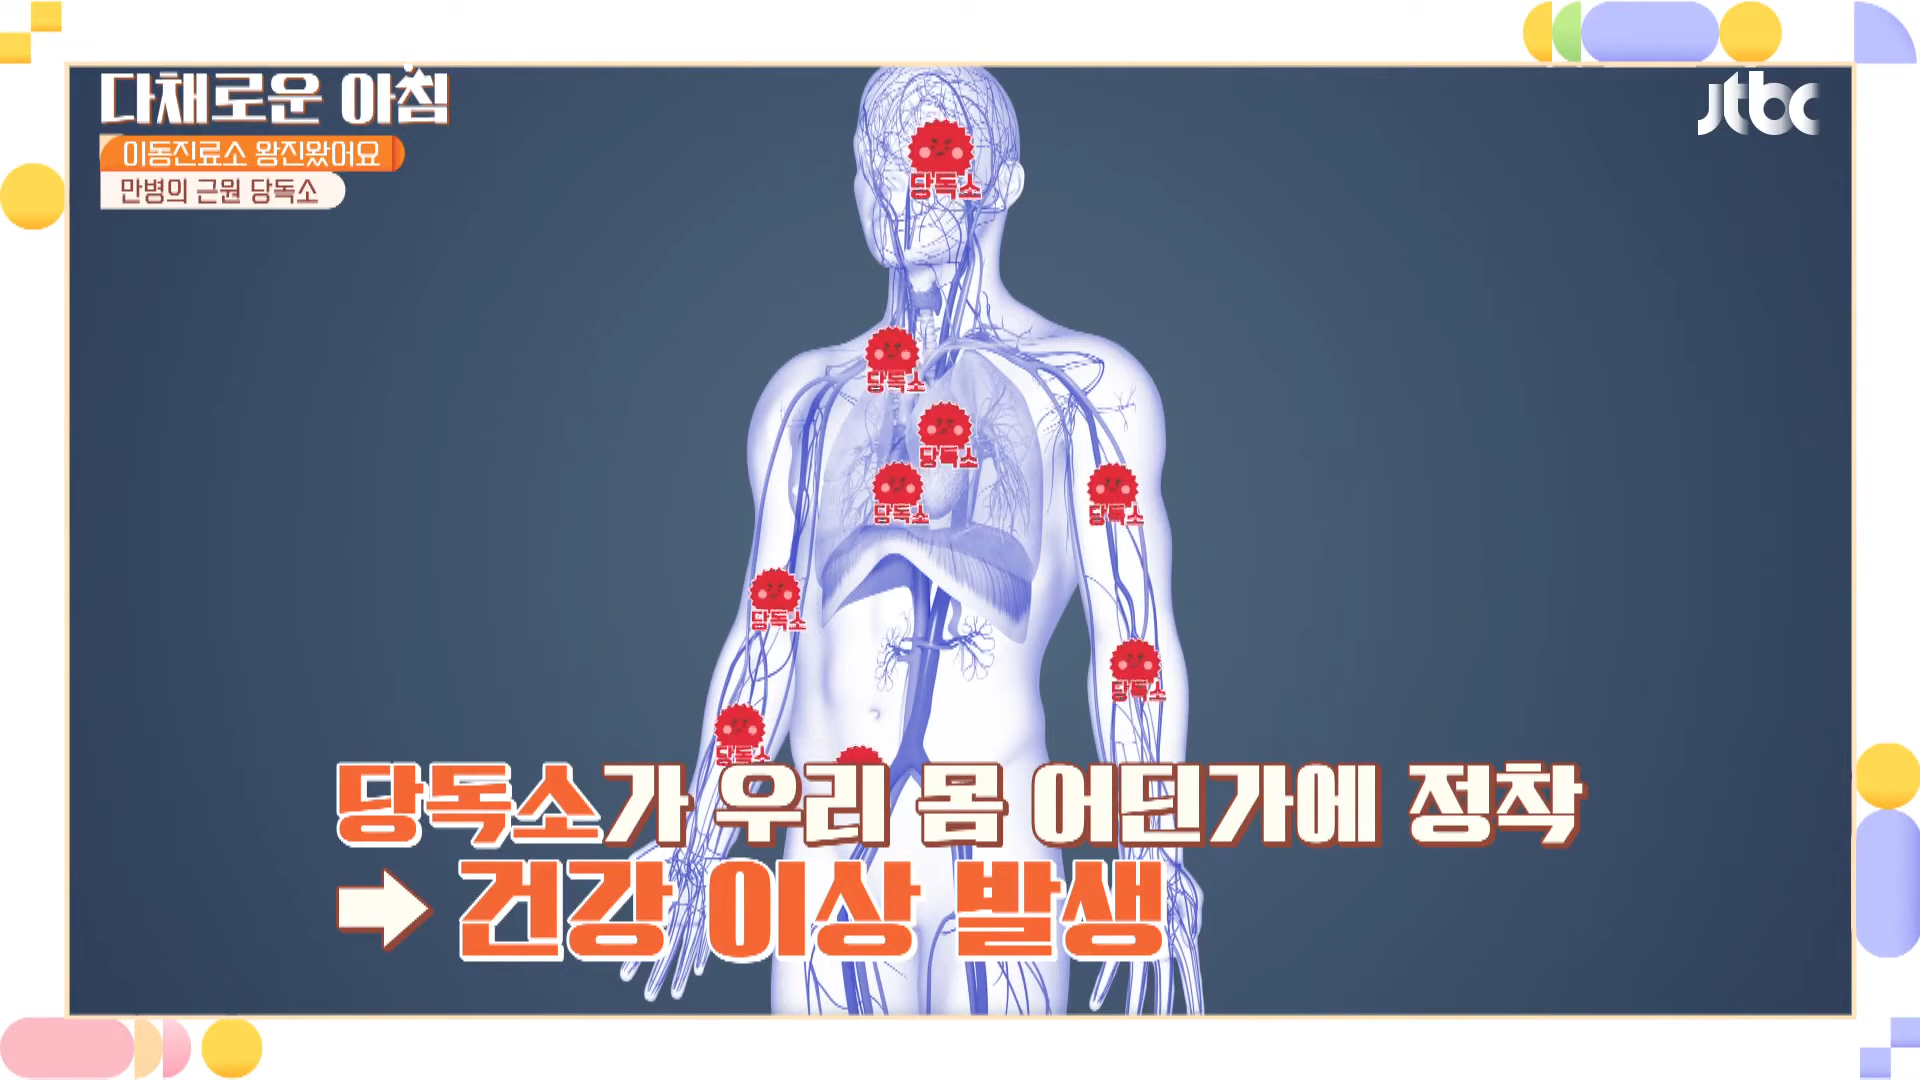 다채로운 아침
이동진료소 왕진왔어요
만병의 근원 당독소
jtbc
당독소
당독소
당독소
당독소
당독소
당독소
당독소
당독소
당독소가 우리 몸 어딘가에 정착
건강 이상 발생